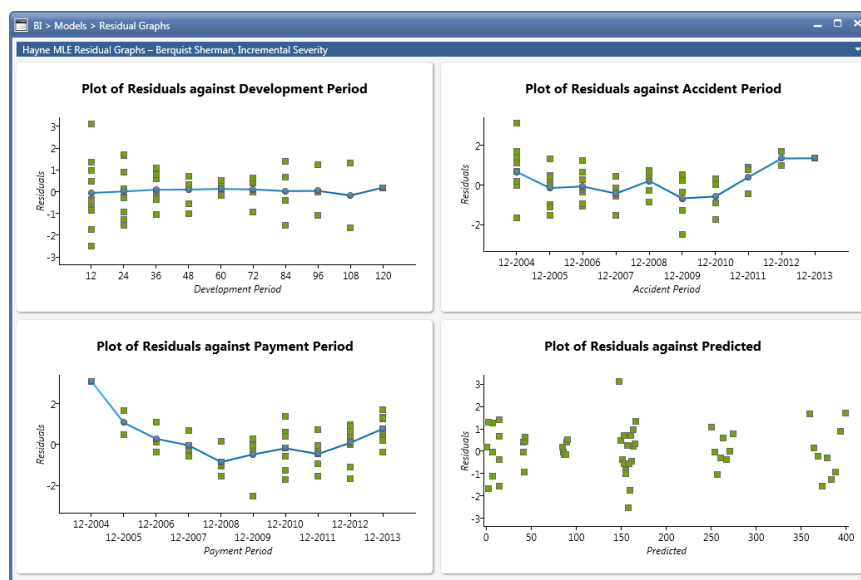 BI > Models > Residual Graphs
Hayne MLE Residual Graphs – Berquist Sherman, Incremental Severity
Plot of Residuals against Development Period
Residuals
3
2
1
0
-1
-2
-3
12 24 36 48 60 72 84 96 108 120
Development Period
Plot of Residuals against Accident Period
Residuals
2
0
-2
12-2004 12-2006 12-2008 12-2010 12-2012
12-2005 12-2007 12-2009 12-2011 12-2013
Accident Period
Plot of Residuals against Payment Period
Residuals
2
0
-2
12-2004 12-2006 12-2008 12-2010 12-2012
12-2005 12-2007 12-2009 12-2011 12-2013
Payment Period
Plot of Residuals against Predicted
Residuals
3
2
1
0
-1
-2
-3
0 50 100 150 200 250 300 350 400
Predicted